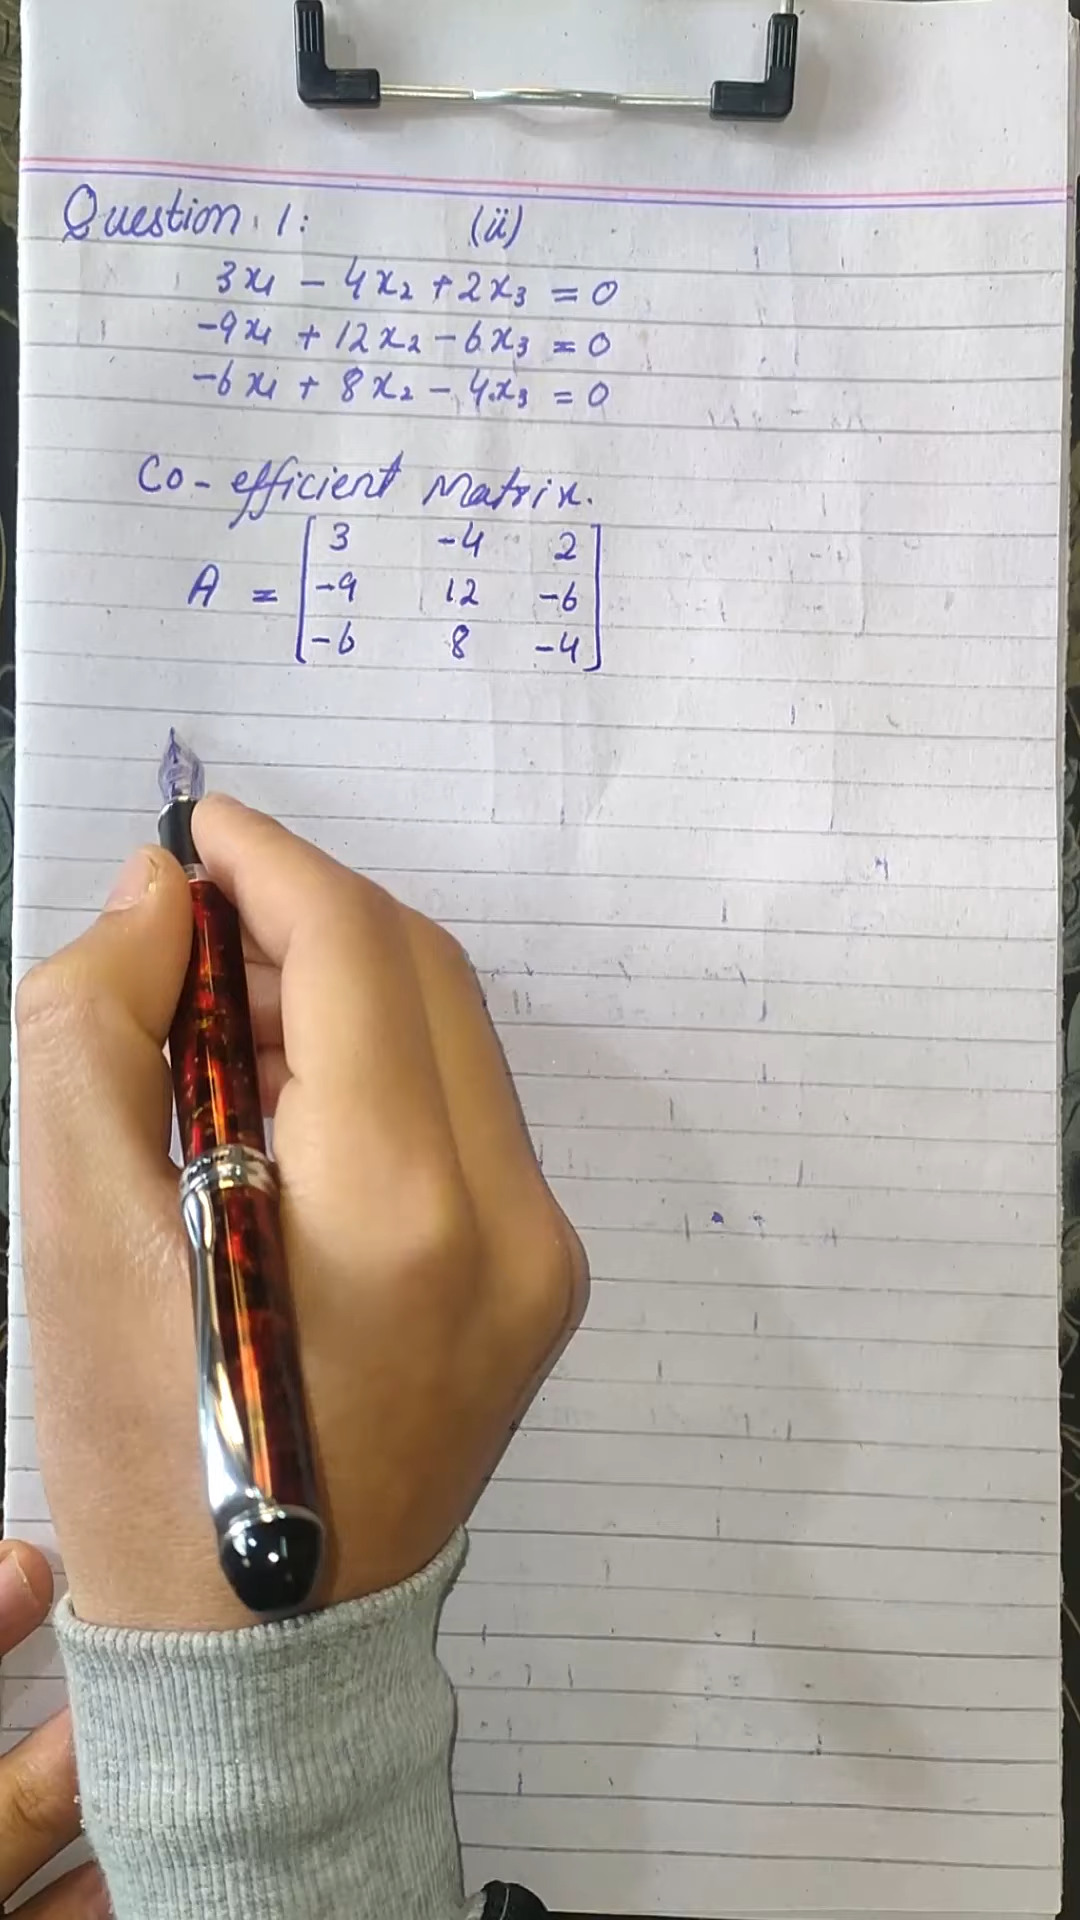 Question 1: (ii)
3x₁ - 4x₂ + 2x₃ = 0
-9x₁ + 12x₂ - 6x₃ = 0
-6x₁ + 8x₂ - 4x₃ = 0
Co-efficient Matrix.
A = [3 -4 2
-9 12 -6
-6 8 -4]